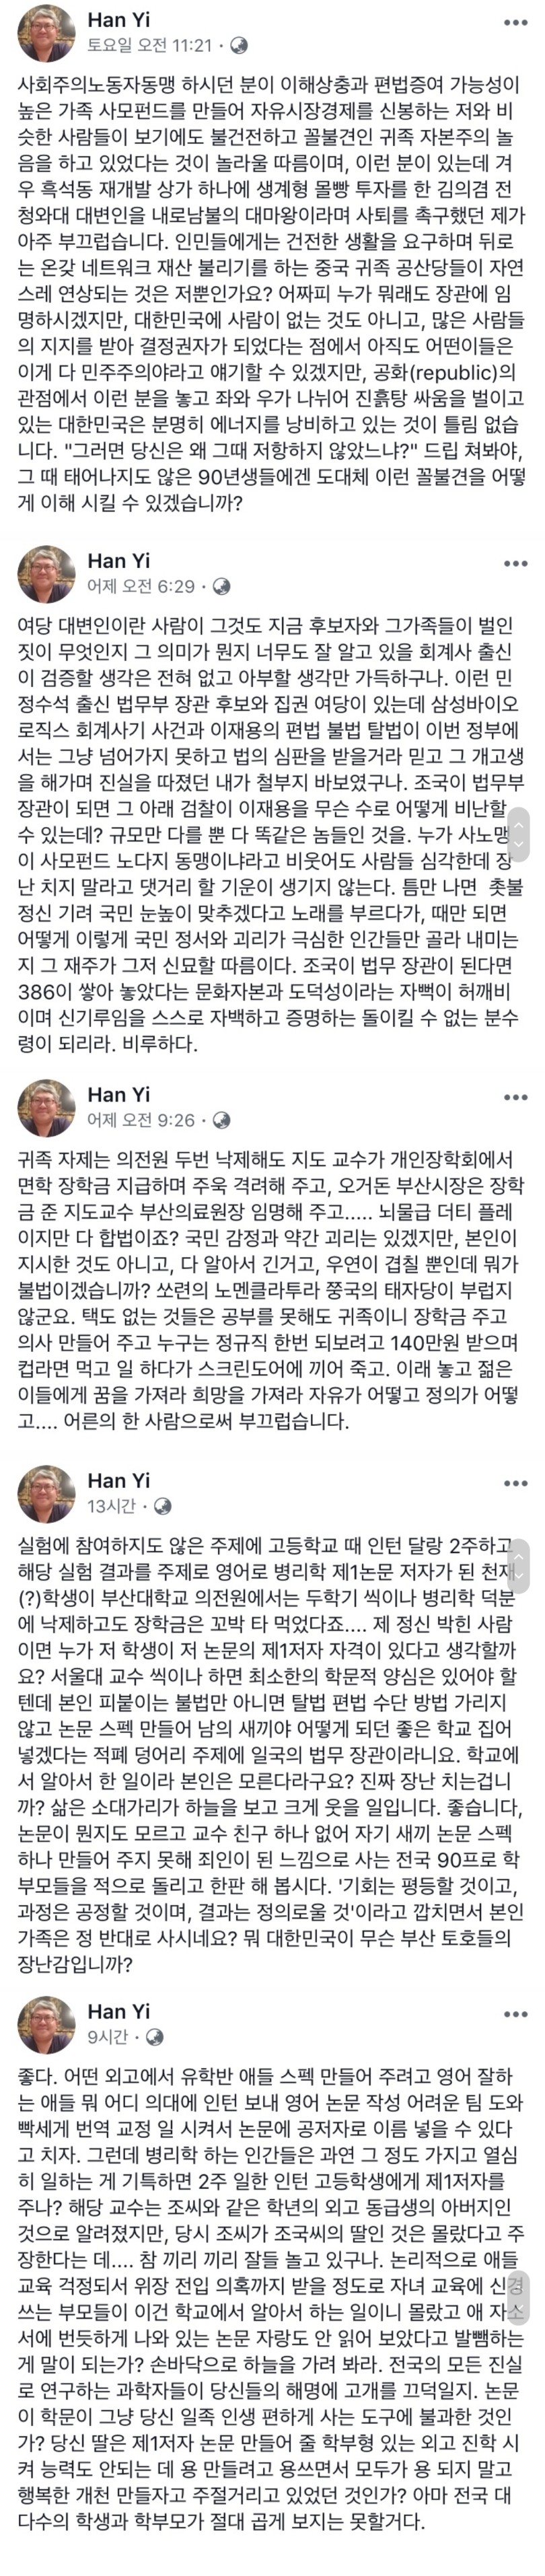 Han Yi
토요일 오전 11:21 ·
사회주의노동자동맹 하시던 분이 이해상충과 편법증여 가능성이
높은 가족 사모펀드를 만들어 자유시장경제를 신봉하는 저와 비
슷한 사람들이 보기에도 불건전하고 꼴불견인 귀족 자본주의 놀
음을 하고 있었다는 것이 놀라울 따름이며, 이런 분이 있는데 겨
우 흑석동 재개발 상가 하나에 생계형 몰빵 투자를 한 김의겸 전
청와대 대변인을 내로남불의 대마왕이라며 사퇴를 촉구했던 제가
아주 부끄럽습니다. 인민들에게는 건전한 생활을 요구하며 뒤로
는 온갖 네트워크 재산 불리기를 하는 중국 귀족 공산당들이 자연
스레 연상되는 것은 저뿐인가요? 어짜피 누가 뭐래도 장관에 임
명하시겠지만, 대한민국에 사람이 없는 것도 아니고, 많은 사람들
의 지지를 받아 결정권자가 되었다는 점에서 아직도 어떤이들은
이게 다 민주주의야라고 얘기할 수 있겠지만, 공화(republic)의
관점에서 이런 분을 놓고 좌와 우가 나뉘어 진흙탕 싸움을 벌이고
있는 대한민국은 분명히 에너지를 낭비하고 있는 것이 틀림 없습
니다. "그러면 당신은 왜 그때 저항하지 않았느냐?" 드립 쳐봐야,
그 때 태어나지도 않은 90년생들에겐 도대체 이런 꼴불견을 어떻
게 이해 시킬 수 있겠습니까?
Han Yi
어제 오전 6:29 ·
여당 대변인이란 사람이 그것도 지금 후보자와 그가족들이 벌인
짓이 무엇인지 그 의미가 뭔지 너무도 잘 알고 있을 회계사 출신
이 검증할 생각은 전혀 없고 아부할 생각만 가득하구나. 이런 민
정수석 출신 법무부 장관 후보와 집권 여당이 있는데 삼성바이오
로직스 회계사기 사건과 이재용의 편법 불법 탈법이 이번 정부에
서는 그냥 넘어가지 못하고 법의 심판을 받을거라 믿고 그 개고생
을 해가며 진실을 따졌던 내가 철부지 바보였구나. 조국이 법무부
장관이 되면 그 아래 검찰이 이재용을 무슨 수로 어떻게 비난할
수 있는데? 규모만 다를 뿐 다 똑같은 놈들인 것을. 누가 사노맹
이 사모펀드 노다지 동맹이냐라고 비웃어도 사람들 심각한데 장
난 치지 말라고 댓거리 할 기운이 생기지 않는다. 틈만 나면 촛불
정신 기려 국민 눈높이 맞추겠다고 노래를 부르다가, 때만 되면
어떻게 이렇게 국민 정서와 괴리가 극심한 인간들만 골라 내미는
지 그 재주가 그저 신묘할 따름이다. 조국이 법무 장관이 된다면
386이 쌓아 놓았다는 문화자본과 도덕성이라는 자뻑이 허깨비
이며 신기루임을 스스로 자백하고 증명하는 돌이킬 수 없는 분수
령이 되리라. 비루하다.
Han Yi
어제 오전 9:26 ·
귀족 자제는 의전원 두번 낙제해도 지도 교수가 개인장학회에서
면학 장학금 지급하며 주욱 격려해 주고, 오거돈 부산시장은 장학
금 준 지도교수 부산의료원장 임명해 주고..... 뇌물급 더티 플레
이지만 다 합법이죠? 국민 감정과 약간 괴리는 있겠지만, 본인이
지시한 것도 아니고, 다 알아서 긴거고, 우연이 겹칠 뿐인데 뭐가
불법이겠습니까? 쏘련의 노멘클라투라 쭝국의 태자당이 부럽지
않군요. 택도 없는 것들은 공부를 못해도 귀족이니 장학금 주고
의사 만들어 주고 누구는 정규직 한번 되보려고 140만원 받으며
컵라면 먹고 일 하다가 스크린도어에 끼어 죽고. 이래 놓고 젊은
이들에게 꿈을 가져라 희망을 가져라 자유가 어떻고 정의가 어떻
고.... 어른의 한 사람으로써 부끄럽습니다.
Han Yi
13시간 ·
실험에 참여하지도 않은 주제에 고등학교 때 인턴 달랑 2주하고
해당 실험 결과를 주제로 영어로 병리학 제1논문 저자가 된 천재
(?)학생이 부산대학교 의전원에서는 두학기 씩이나 병리학 덕분
에 낙제하고도 장학금은 꼬박 타 먹었다죠.... 제 정신 박힌 사람
이면 누가 저 학생이 저 논문의 제1저자 자격이 있다고 생각할까
요? 서울대 교수 씩이나 하면 최소한의 학문적 양심은 있어야 할
텐데 본인 피붙이는 불법만 아니면 탈법 편법 수단 방법 가리지
않고 논문 스펙 만들어 남의 새끼야 어떻게 되던 좋은 학교 집어
넣겠다는 적폐 덩어리 주제에 일국의 법무 장관이라니요. 학교에
서 알아서 한 일이라 본인은 모른다라구요? 진짜 장난 치는겁니
까? 삶은 소대가리가 하늘을 보고 크게 웃을 일입니다. 좋습니다,
논문이 뭔지도 모르고 교수 친구 하나 없어 자기 새끼 논문 스펙
하나 만들어 주지 못해 죄인이 된 느낌으로 사는 전국 90프로 학
부모들을 적으로 돌리고 한판 해 봅시다. '기회는 평등할 것이고,
과정은 공정할 것이며, 결과는 정의로울 것'이라고 깝치면서 본인
가족은 정 반대로 사시네요? 뭐 대한민국이 무슨 부산 토호들의
장난감입니까?
Han Yi
9시간 ·
좋다. 어떤 외고에서 유학반 애들 스펙 만들어 주려고 영어 잘하
는 애들 뭐 어디 의대에 인턴 보내 영어 논문 작성 어려운 팀 도와
빡세게 번역 교정 일 시켜서 논문에 공저자로 이름 넣을 수 있다
고 치자. 그런데 병리학 하는 인간들은 과연 그 정도 가지고 열심
히 일하는 게 기특하면 2주 일한 인턴 고등학생에게 제1저자를
주나? 해당 교수는 조씨와 같은 학년의 외고 동급생의 아버지인
것으로 알려졌지만, 당시 조씨가 조국씨의 딸인 것은 몰랐다고 주
장한다는 데.... 참 끼리 끼리 잘들 놀고 있구나. 논리적으로 애들
교육 걱정되서 위장 전입 의혹까지 받을 정도로 자녀 교육에 신경
쓰는 부모들이 이건 학교에서 알아서 하는 일이니 몰랐고 애 자소
서에 번듯하게 나와 있는 논문 자랑도 안 읽어 보았다고 발뺌하는
게 말이 되는가? 손바닥으로 하늘을 가려 봐라. 전국의 모든 진실
로 연구하는 과학자들이 당신들의 해명에 고개를 끄덕일지. 논문
이 학문이 그냥 당신 일족 인생 편하게 사는 도구에 불과한 것인
가? 당신 딸은 제1저자 논문 만들어 줄 학부형 있는 외고 진학 시
켜 능력도 안되는 데 용 만들려고 용쓰면서 모두가 용 되지 말고
행복한 개천 만들자고 주절거리고 있었던 것인가? 아마 전국 대
다수의 학생과 학부모가 절대 곱게 보지는 못할거다.